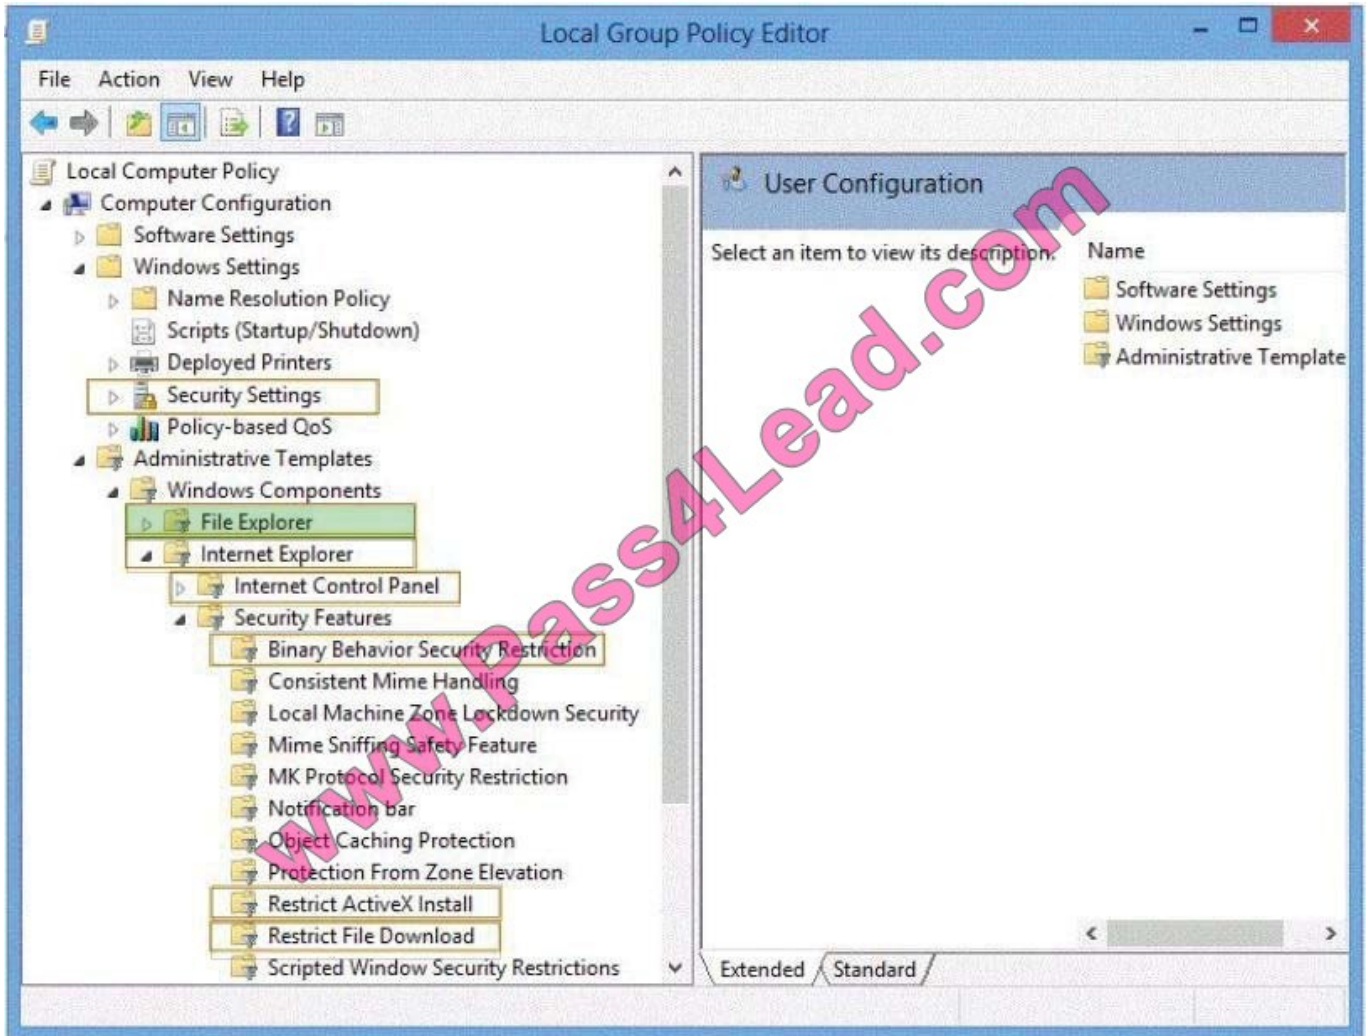 Local Group Policy Editor
File Action View Help
Local Computer Policy
Computer Configuration
Software Settings
Windows Settings
Name Resolution Policy
Scripts (Startup/Shutdown)
Deployed Printers
Security Settings
Policy-based QoS
Administrative Templates
Windows Components
File Explorer
Internet Explorer
Internet Control Panel
Security Features
Binary Behavior Security Restriction
Consistent Mime Handling
Local Machine Zone Lockdown Security
Mime Sniffing Safety Feature
MK Protocol Security Restriction
Notification bar
Object Caching Protection
Protection From Zone Elevation
Restrict ActiveX Install
Restrict File Download
Scripted Window Security Restrictions
User Configuration
Select an item to view its description.
Name
Software Settings
Windows Settings
Administrative Template
Extended Standard
www.Pass4Lead.com